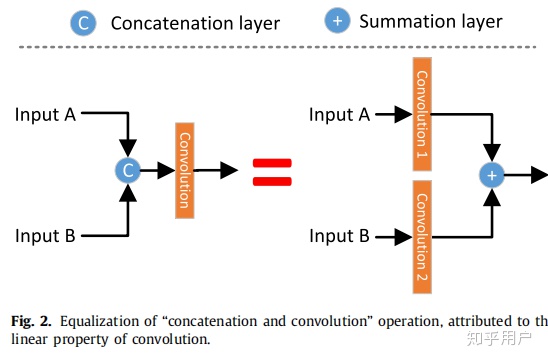 C Concatenation layer + Summation layer
Input A
Convolution
C
Input B
Input A
Convolution 1
+
Input B
Convolution 2
Fig. 2. Equalization of “concatenation and convolution” operation, attributed to th
linear property of convolution.
知乎用户